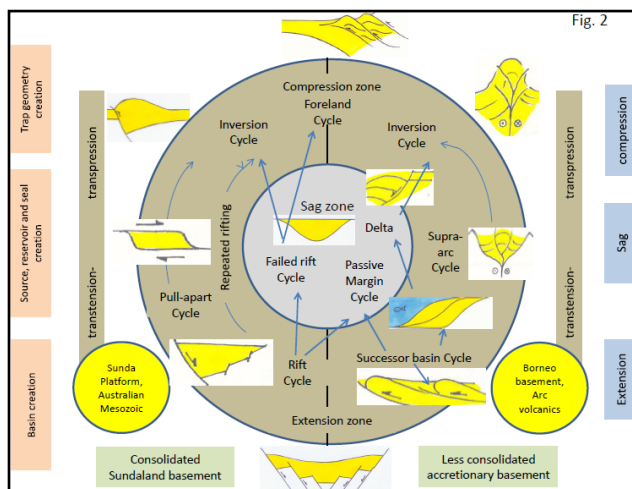 Fig. 2
Trap geometry
creation
Source, reservoir and seal
creation
Basin creation
transpression
transtension-
Compression zone
Foreland
Cycle
Inversion Cycle
Inversion
Cycle
Sag zone
Delta
Failed rift
Cycle
Passive
Margin
Cycle
Repeated rifting
Pull-apart
Cycle
Supra-
arc
Cycle
Rift
Cycle
Successor basin Cycle
Extension zone
transpression
transtension-
compression
Sag
Extension
Sunda
Platform,
Australian
Mesozoic
Borneo
basement,
Arc
volcanics
Consolidated
Sundaland basement
Less consolidated
accretionary basement